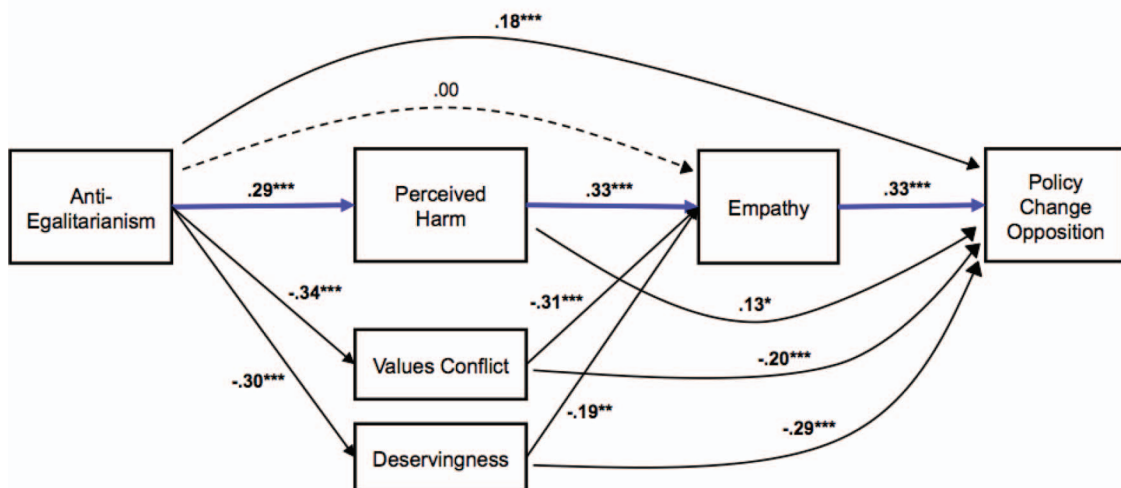 .18***
.00
Anti-
Egalitarianism
.29***
Perceived
Harm
.33***
Empathy
.33***
Policy
Change
Opposition
-.34***
-.31***
.13*
Values Conflict
-.20***
-.30***
-.19**
-.29***
Deservingness